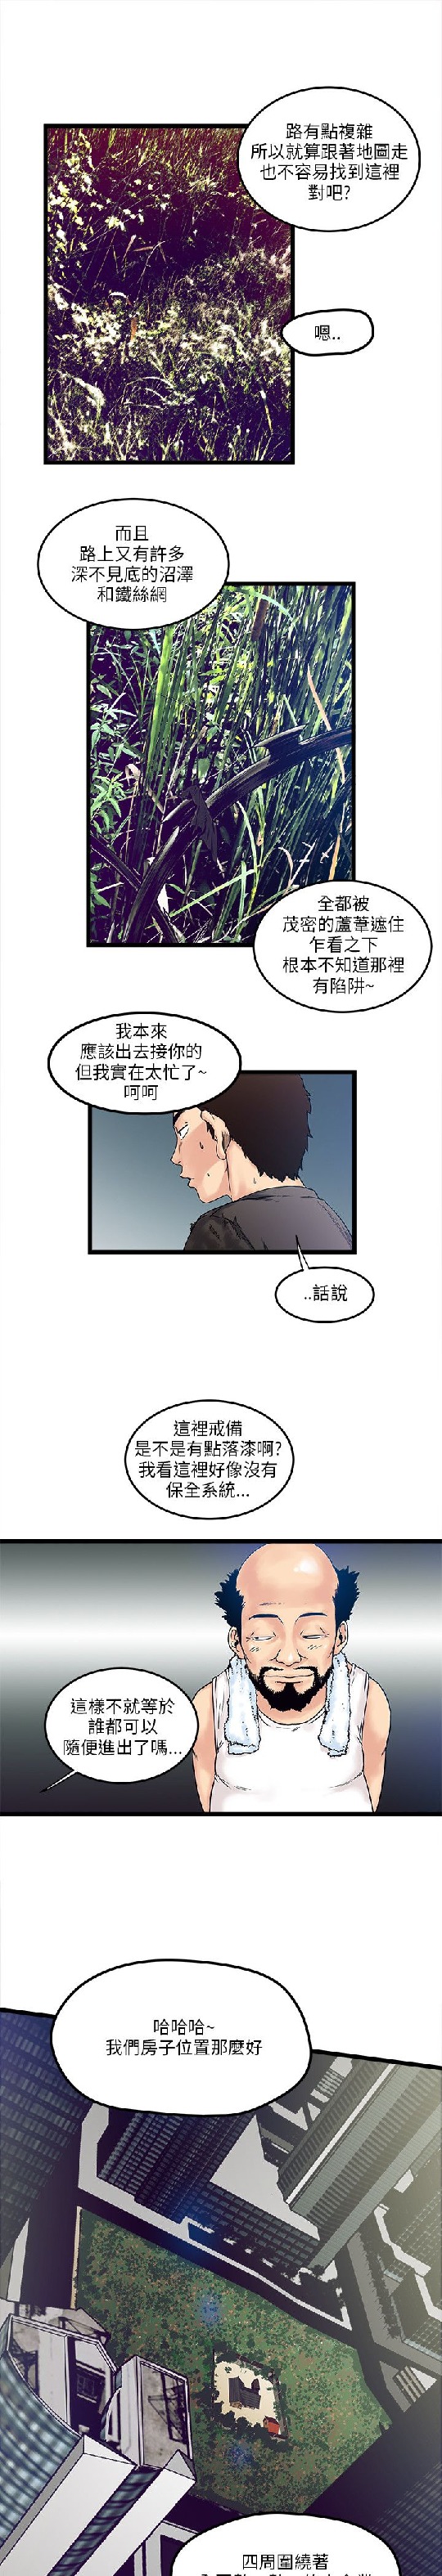 路有點複雜
所以就算跟著地圖走
也不容易找到這裡
對吧?
嗯..
而且
路上又有許多
深不見底的沼澤
和鐵絲網
全都被
茂密的蘆葦遮住
乍看之下
根本不知道那裡
有陷阱~
我本來
應該出去接你的
但我實在太忙了~
呵呵
..話說
這裡戒備
是不是有點落漆啊?
我看這裡好像沒有
保全系統...
這樣不就等於
誰都可以
隨便進出了嗎...
哈哈哈~
我們房子位置那麼好
四周圍繞著